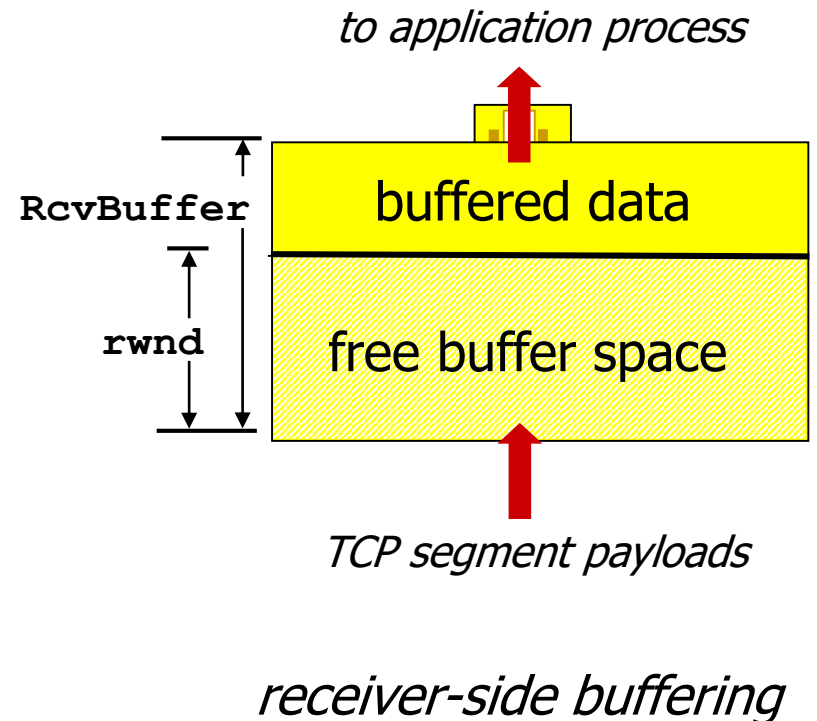 to application process
RcvBuffer
buffered data
rwnd
free buffer space
TCP segment payloads
receiver-side buffering